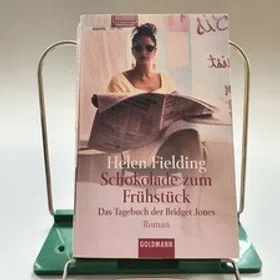 Helen Fielding
Schokolade zum
Frühstück
Das Tagebuch der Bridget Jones
Roman
GOLDMANN